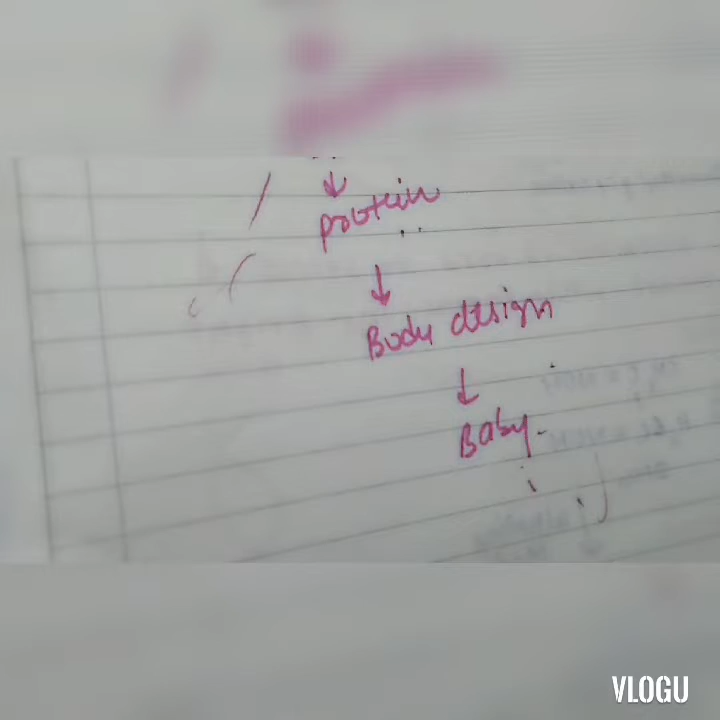 ↓
protein
↓
Body design
↓
Baby.
VLOGU